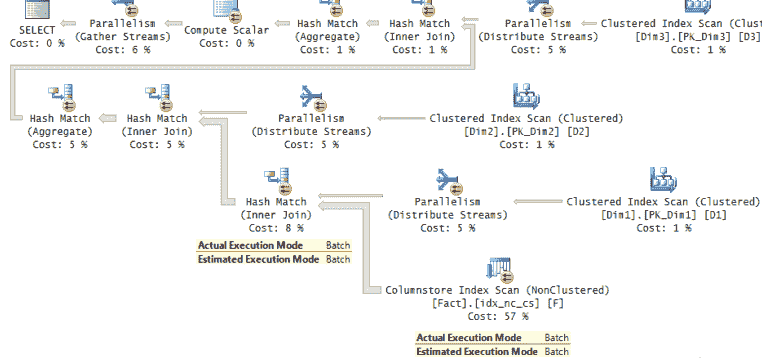 SELECT
Cost: 0 %
Parallelism
(Gather Streams)
Cost: 6 %
Compute Scalar
Cost: 0 %
Hash Match
(Aggregate)
Cost: 1 %
Hash Match
(Inner Join)
Cost: 1 %
Parallelism
(Distribute Streams)
Cost: 5 %
Clustered Index Scan (Clust
[Dim3].[PK_Dim3] [D3]
Cost: 1 %
Hash Match
(Aggregate)
Cost: 5 %
Hash Match
(Inner Join)
Cost: 5 %
Parallelism
(Distribute Streams)
Cost: 5 %
Clustered Index Scan (Clustered)
[Dim2].[PK_Dim2] [D2]
Cost: 1 %
Hash Match
(Inner Join)
Cost: 8 %
Parallelism
(Distribute Streams)
Cost: 5 %
Clustered Index Scan (Clustered)
[Dim1].[PK_Dim1] [D1]
Cost: 1 %
Actual Execution Mode Batch
Estimated Execution Mode Batch
Columnstore Index Scan (NonClustered)
[Fact].[idx_nc_cs] [F]
Cost: 57 %
Actual Execution Mode Batch
Estimated Execution Mode Batch